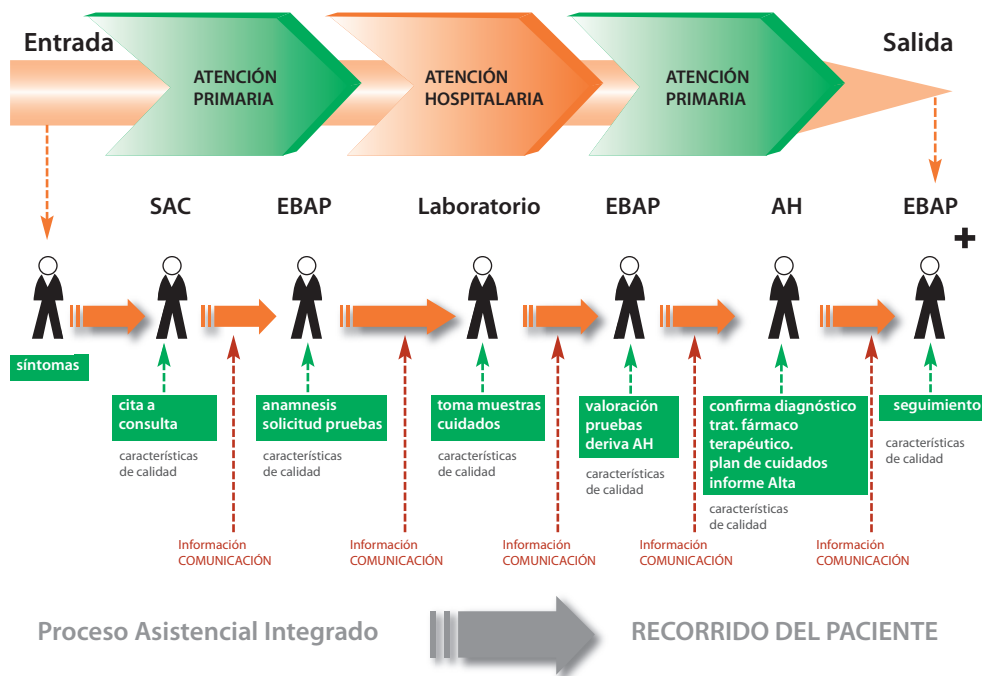 Entrada
Salida
ATENCIÓN
PRIMARIA
ATENCIÓN
HOSPITALARIA
ATENCIÓN
PRIMARIA
SAC
EBAP
Laboratorio
EBAP
AH
EBAP
+
síntomas
cita a
consulta
características
de calidad
anamnesis
solicitud pruebas
características
de calidad
toma muestras
cuidados
características
de calidad
valoración
pruebas
deriva AH
características
de calidad
confirma diagnóstico
trat. fármaco
terapéutico.
plan de cuidados
informe Alta
características
de calidad
seguimiento
características
de calidad
Información
COMUNICACIÓN
Información
COMUNICACIÓN
Información
COMUNICACIÓN
Información
COMUNICACIÓN
Información
COMUNICACIÓN
Proceso Asistencial Integrado
RECORRIDO DEL PACIENTE